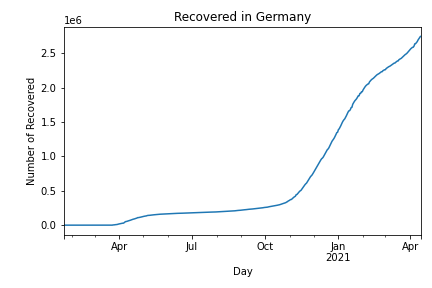 Recovered in Germany
1e6
2.5
2.0
1.5
1.0
0.5
0.0
Number of Recovered
Apr
Jul
Oct
Jan
2021
Apr
Day